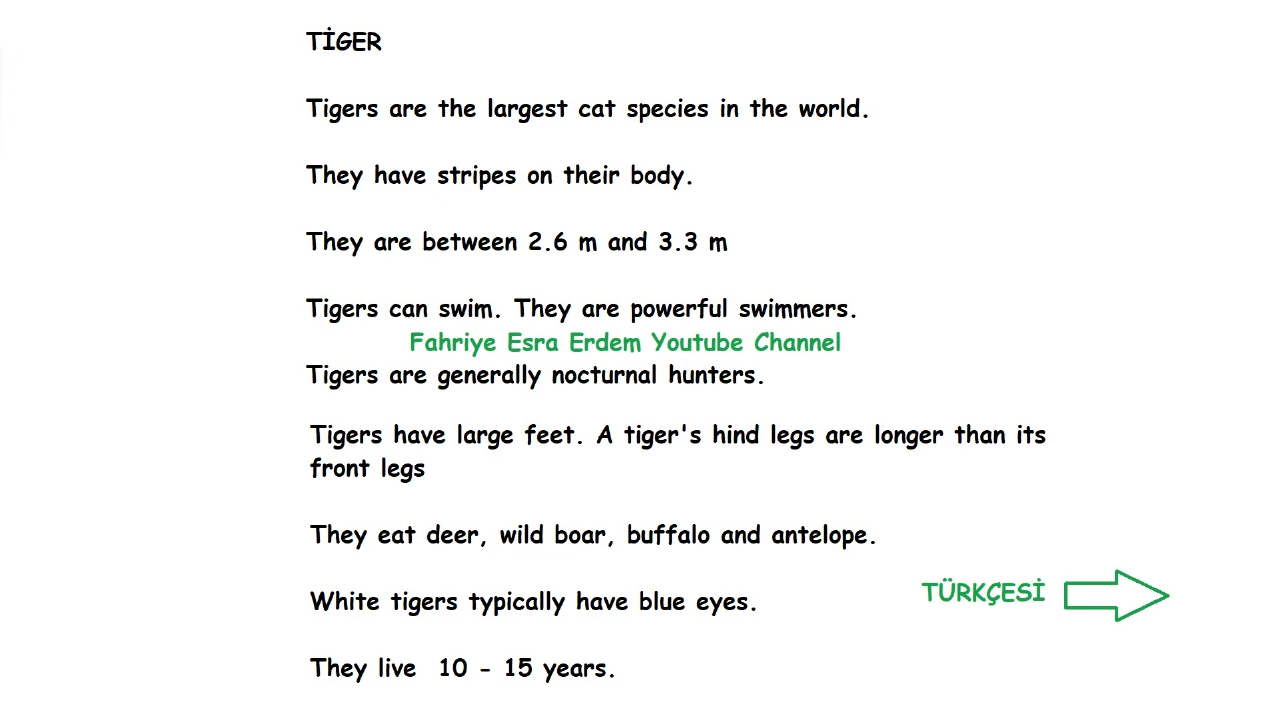 TİGER
Tigers are the largest cat species in the world.
They have stripes on their body.
They are between 2.6 m and 3.3 m
Tigers can swim. They are powerful swimmers.
Fahriye Esra Erdem Youtube Channel
Tigers are generally nocturnal hunters.
Tigers have large feet. A tiger's hind legs are longer than its
front legs
They eat deer, wild boar, buffalo and antelope.
TÜRKÇESİ
White tigers typically have blue eyes.
They live  10 - 15 years.